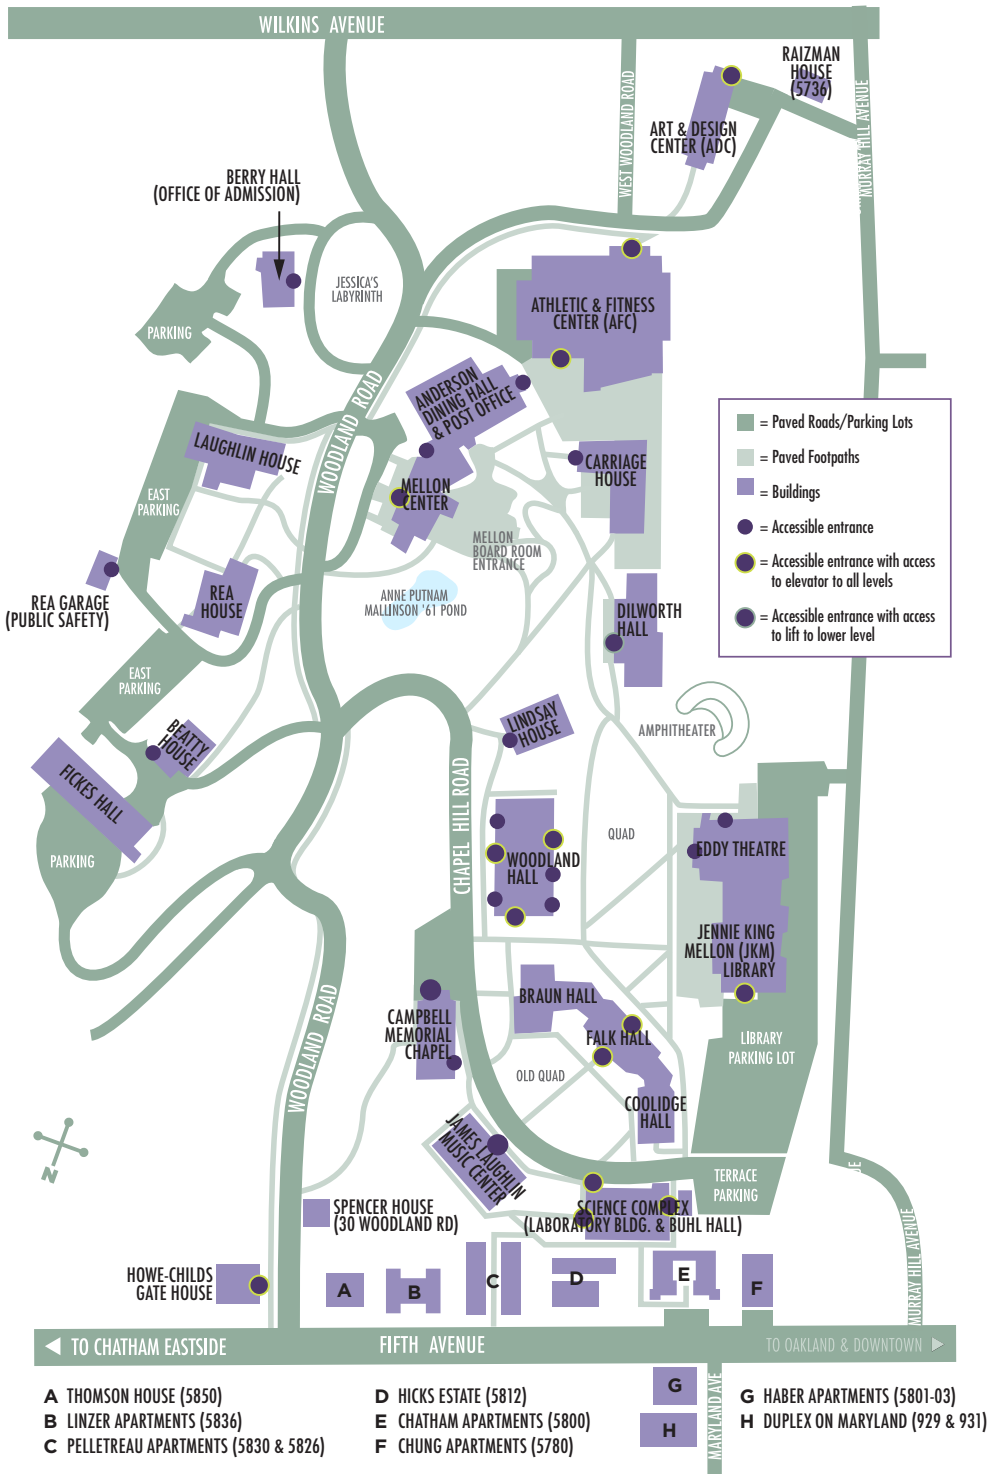 WILKINS AVENUE
RAIZMAN
HOUSE
(5736)
MURRAY HILL AVENUE
WEST WOODLAND ROAD
ART & DESIGN
CENTER (ADC)
BERRY HALL
(OFFICE OF ADMISSION)
JESSICA'S
LABYRINTH
PARKING
ATHLETIC & FITNESS
CENTER (AFC)
WOODLAND ROAD
ANDERSON
DINING HALL
& POST OFFICE
LAUGHLIN HOUSE
CARRIAGE
HOUSE
MELLON
CENTER
EAST
PARKING
MELLON
BOARD ROOM
ENTRANCE
= Paved Roads/Parking Lots
= Paved Footpaths
= Buildings
= Accessible entrance
= Accessible entrance with access
to elevator to all levels
= Accessible entrance with access
to lift to lower level
REA GARAGE
(PUBLIC SAFETY)
REA
HOUSE
ANNE PUTNAM
MALLINSON '61 POND
DILWORTH
HALL
EAST
PARKING
BEATTY
HOUSE
LINDSAY
HOUSE
AMPHITHEATER
FICKES HALL
CHAPEL HILL ROAD
PARKING
QUAD
WOODLAND
HALL
EDDY THEATRE
JENNIE KING
MELLON (JKM)
LIBRARY
BRAUN HALL
FALK HALL
CAMPBELL
MEMORIAL
CHAPEL
WOODLAND ROAD
LIBRARY
PARKING LOT
OLD QUAD
COOLIDGE
HALL
N
JAMES LAUGHLIN
MUSIC CENTER
TERRACE
PARKING
SPENCER HOUSE
(30 WOODLAND RD)
SCIENCE COMPLEX
(LABORATORY BLDG. & BUHL HALL)
MURRAY HILL AVENUE
HOWE-CHILDS
GATE HOUSE
A
B
C
D
E
F
TO CHATHAM EASTSIDE
FIFTH AVENUE
TO OAKLAND & DOWNTOWN
MARYLAND AVE
G
H
A THOMSON HOUSE (5850)
B LINZER APARTMENTS (5836)
C PELLETREAU APARTMENTS (5830 & 5826)
D HICKS ESTATE (5812)
E CHATHAM APARTMENTS (5800)
F CHUNG APARTMENTS (5780)
G HABER APARTMENTS (5801-03)
H DUPLEX ON MARYLAND (929 & 931)